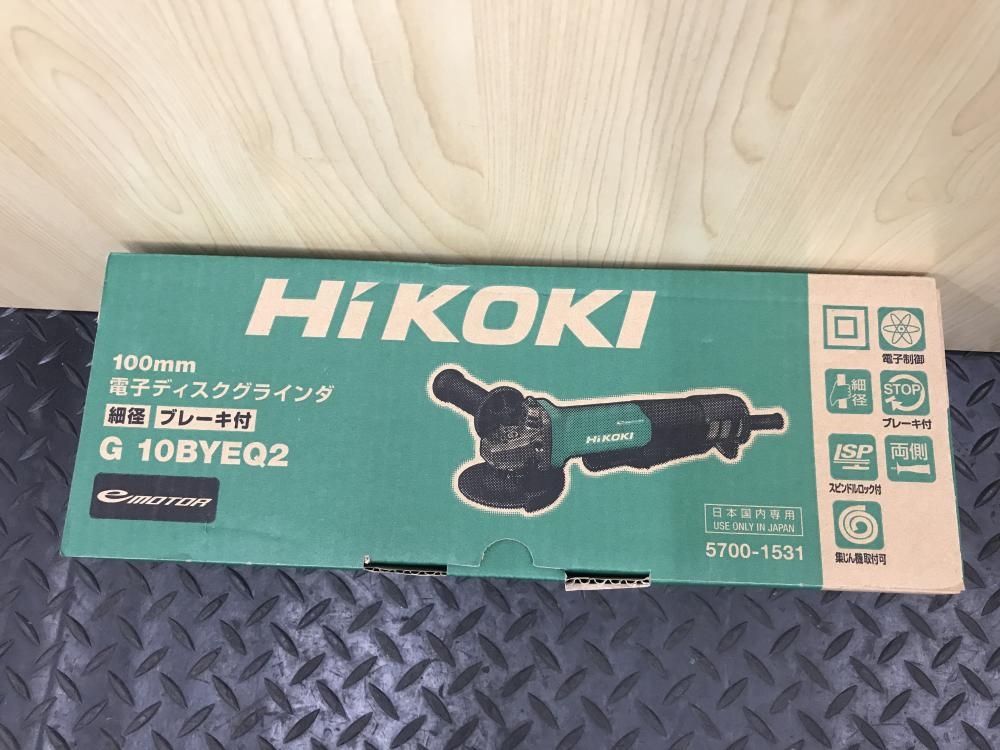 HiKOKI
100mm
電子ディスクグラインダ
細径 ブレーキ付
G 10BYEQ2
e MOTOR
HiKOKI
日本国内専用
USE ONLY IN JAPAN
5700-1531
電子制御
細径
STOP
ブレーキ付
ISP
スピンドルロック付
両側
集じん機取付可